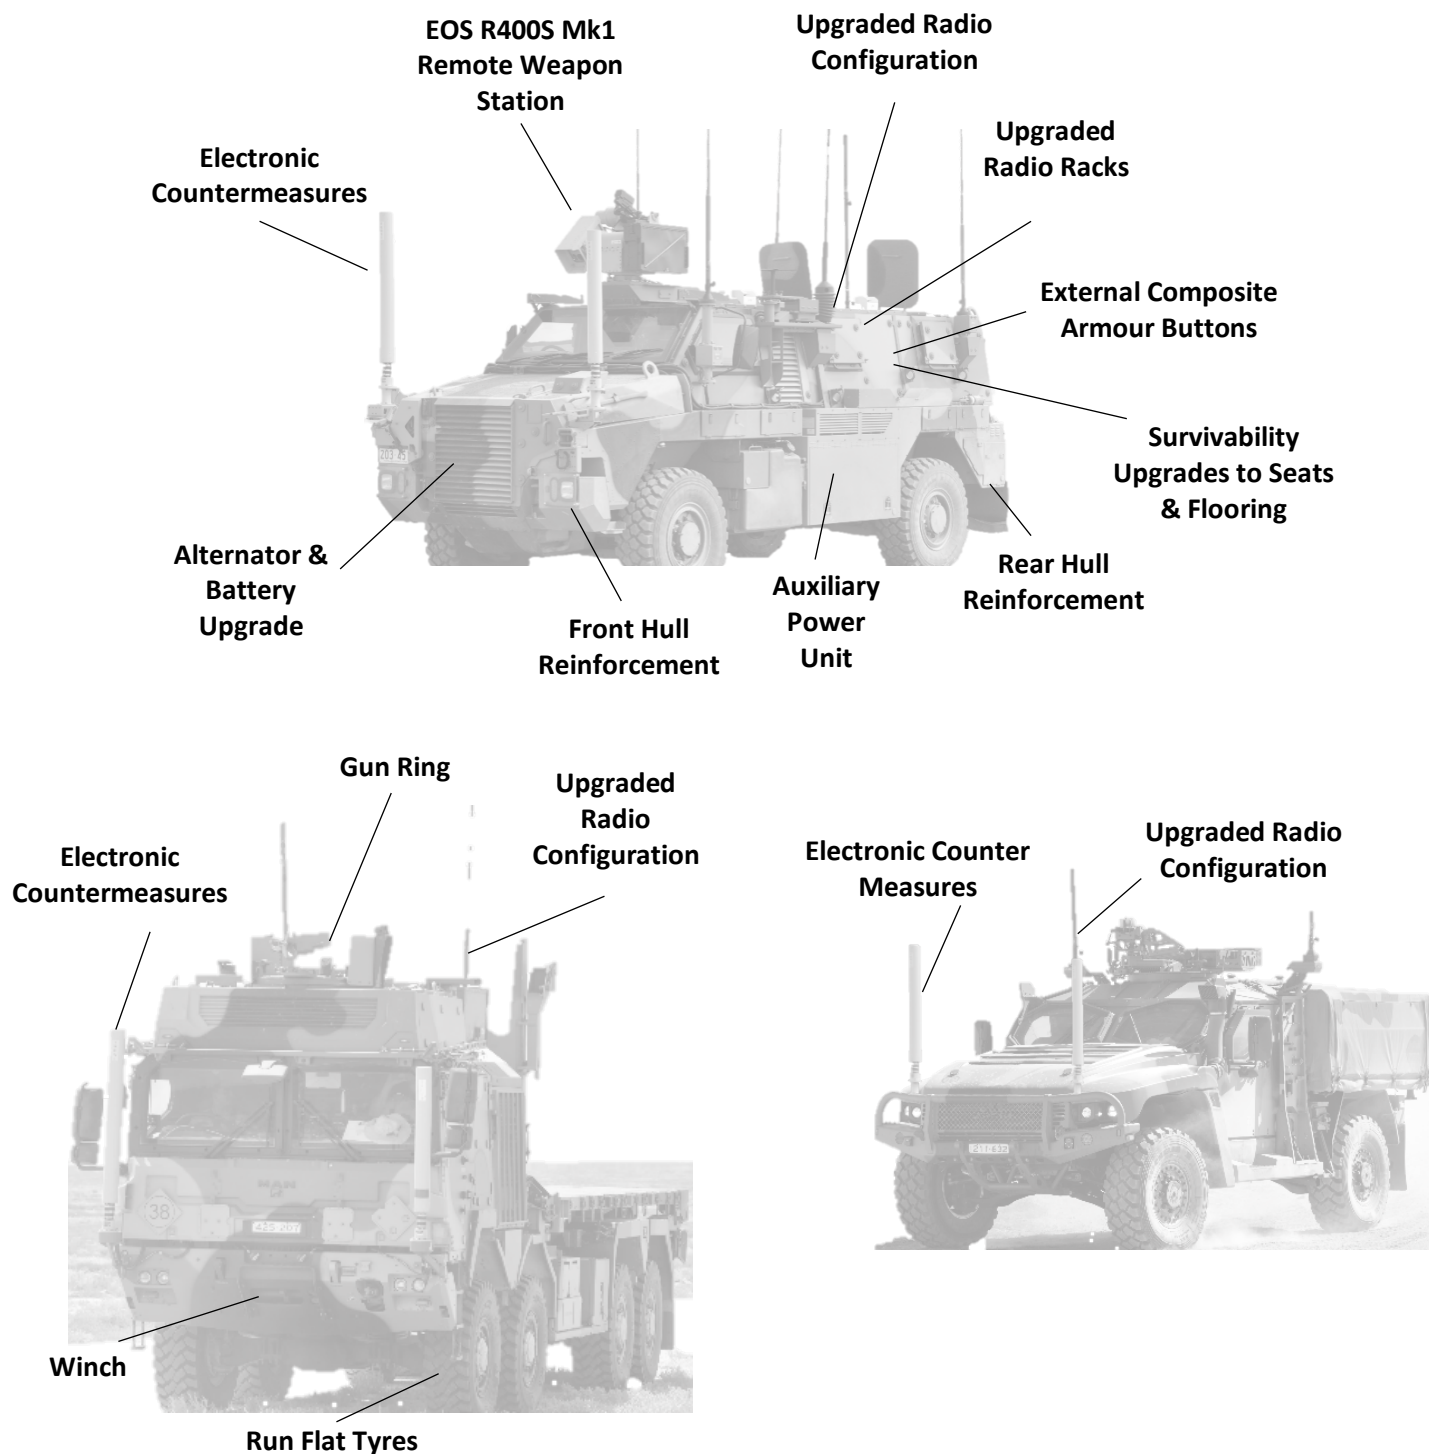 EOS R400S Mk1
Remote Weapon
Station
Upgraded Radio
Configuration
Upgraded
Radio Racks
Electronic
Countermeasures
External Composite
Armour Buttons
Survivability
Upgrades to Seats
& Flooring
Rear Hull
Reinforcement
Alternator &
Battery
Upgrade
Front Hull
Reinforcement
Auxiliary
Power
Unit
Gun Ring
Upgraded
Radio
Configuration
Electronic
Countermeasures
MAN
38
Winch
Run Flat Tyres
Electronic Counter
Measures
Upgraded Radio
Configuration